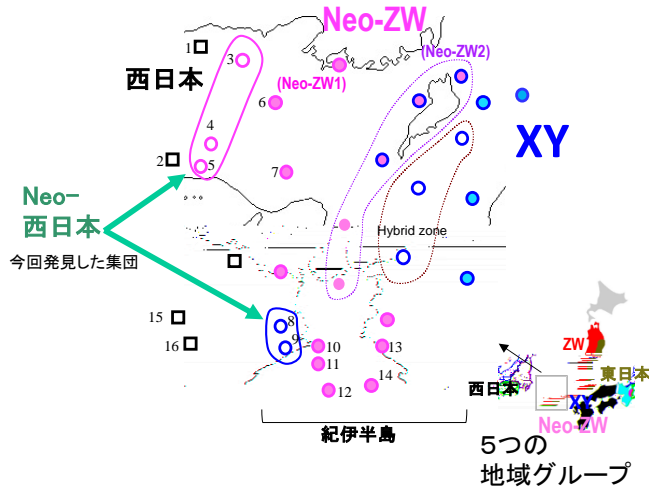 Neo-ZW
1
3
西日本
(Neo-ZW1)
(Neo-ZW2)
6
XY
4
2
5
7
Neo-
西日本
今回発見した集団
Hybrid zone
15
8
16
9
10
13
11
12
14
紀伊半島
ZW
東日本
西日本
XY
Neo-ZW
5つの
地域グループ